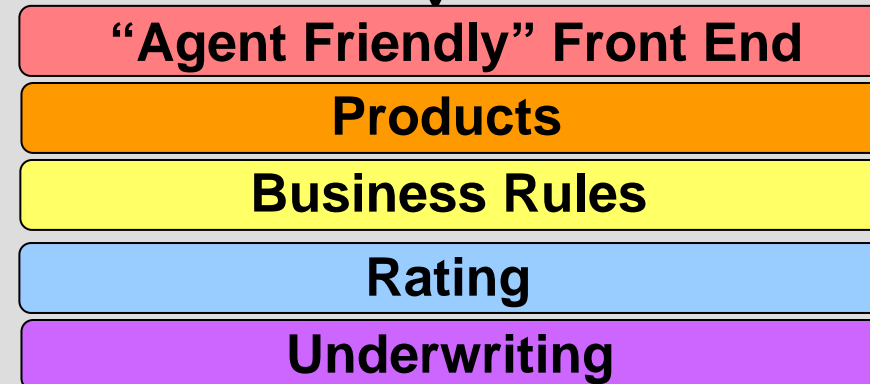 “Agent Friendly” Front End
Products
Business Rules
Rating
Underwriting